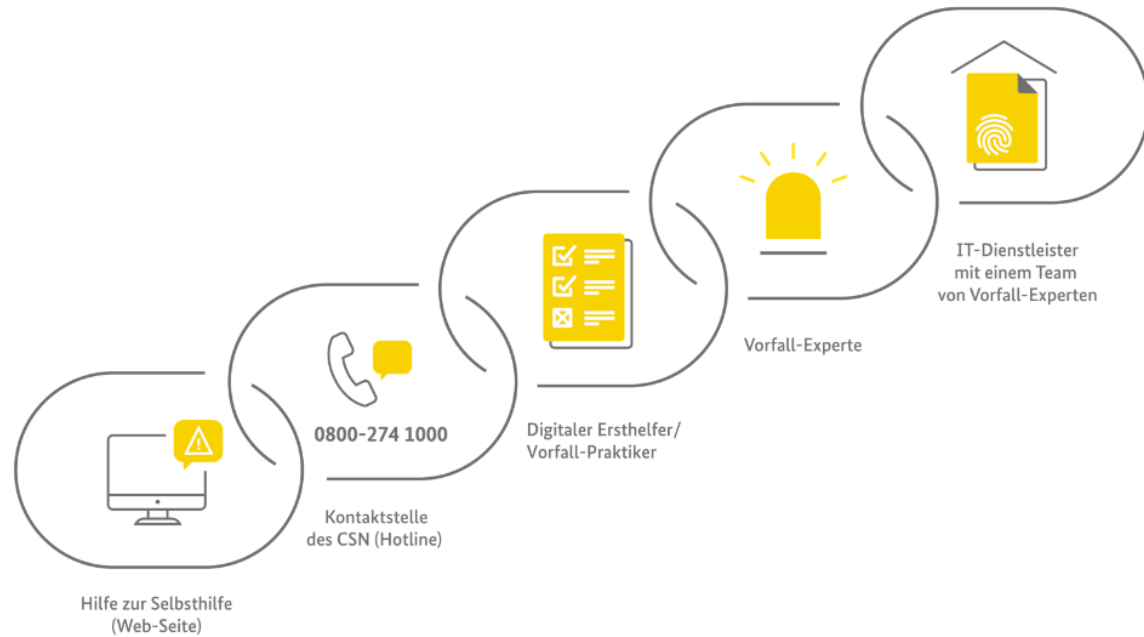 Hilfe zur Selbsthilfe
(Web-Seite)
0800-274 1000
Kontaktstelle
des CSN (Hotline)
Digitaler Ersthelfer/
Vorfall-Praktiker
Vorfall-Experte
IT-Dienstleister
mit einem Team
von Vorfall-Experten